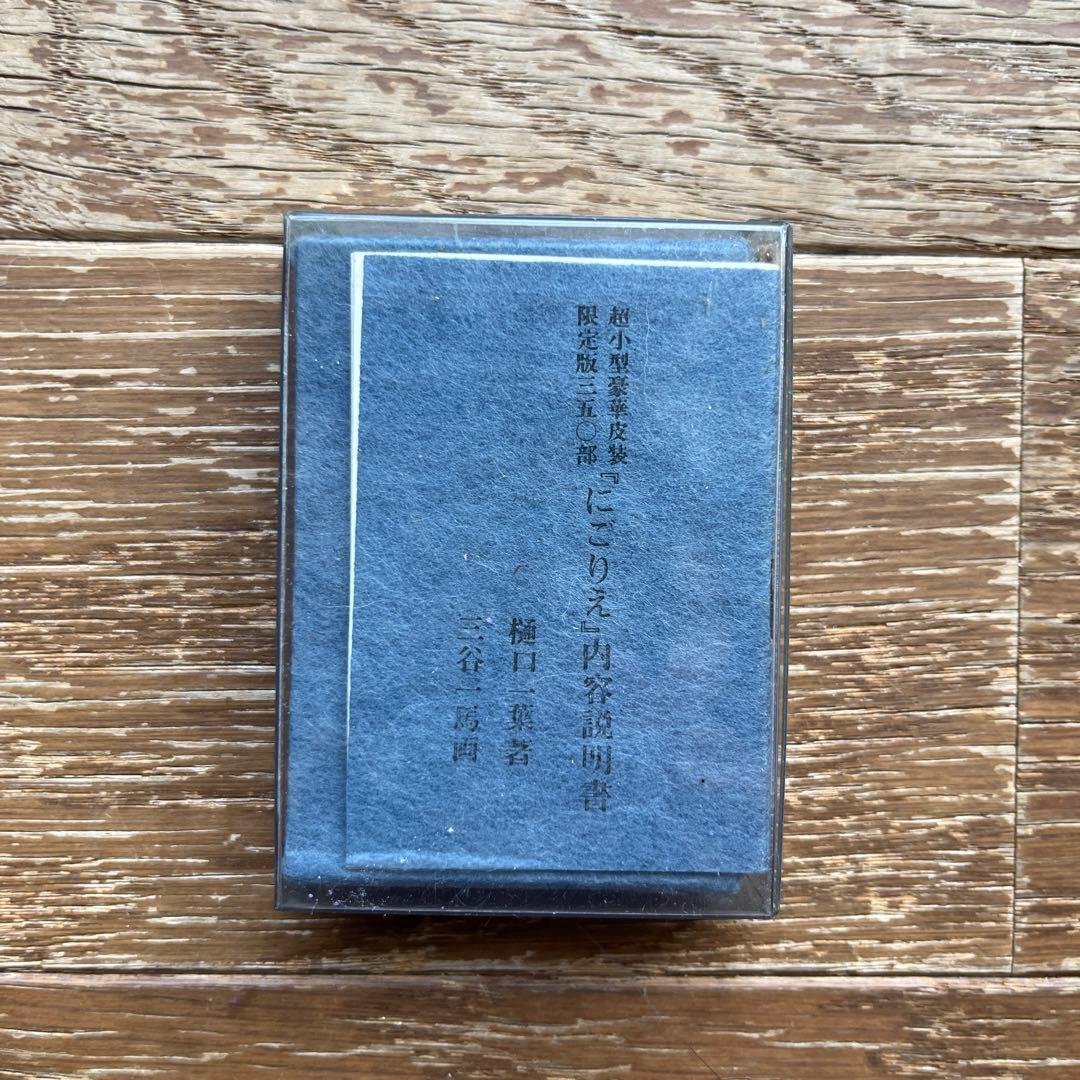 超小型豪華皮装
限定版三五〇部
『にごりえ』内容説明書
樋口一葉著
三谷一馬画